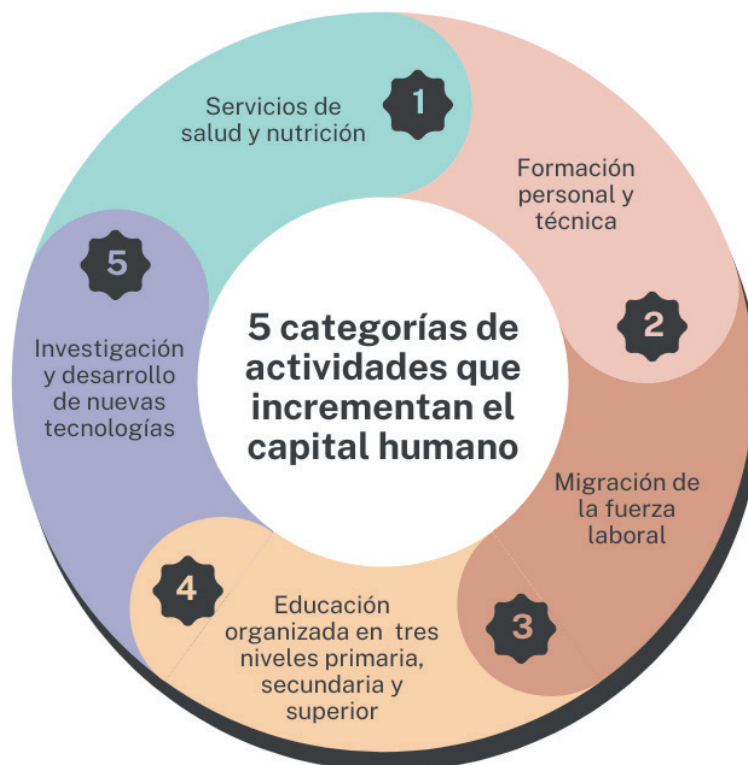 5 categorías de
actividades que
incrementan el
capital humano
1
Servicios de
salud y nutrición
2
Formación
personal y
técnica
3
Migración de
la fuerza
laboral
4
Educación
organizada en tres
niveles primaria,
secundaria y
superior
5
Investigación
y desarrollo
de nuevas
tecnologías